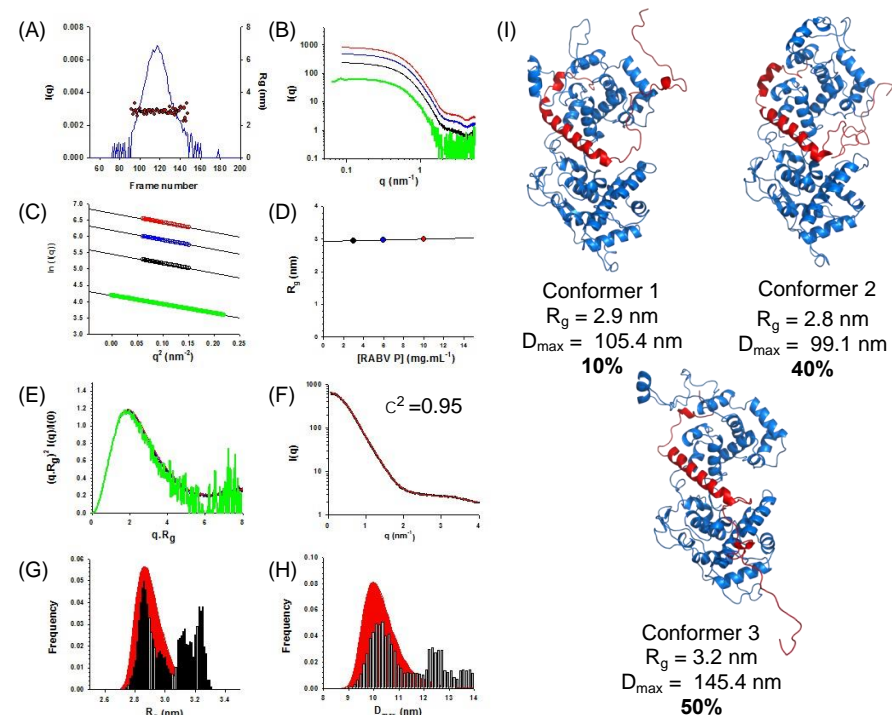 (A)
I(q)
0.008
0.006
0.004
0.002
0.000
8
6
4
2
0
Rg (nm)
60 80 100 120 140 160 180 200
Frame number
(B)
I(q)
1000
100
10
1
0.1
0.1 1
q (nm-1)
(C)
ln (I(q))
7.0
6.5
6.0
5.5
5.0
4.5
4.0
3.5
3.0
0.00 0.05 0.10 0.15 0.20 0.25
q2 (nm-2)
(D)
Rg (nm)
4
3
2
1
0
0 2 4 6 8 10 12 14
[RABV P] (mg.mL-1)
(E)
(q.Rg)2 I(q)/I(0)
1.4
1.2
1.0
0.8
0.6
0.4
0.2
0.0
0 2 4 6 8
q.Rg
(F)
C2 =0.95
I(q)
1000
100
10
1
0 1 2 3 4
q (nm-1)
(G)
Frequency
0.06
0.05
0.04
0.03
0.02
0.01
0.00
2.6 2.8 3.0 3.2 3.4
(nm)
(H)
Frequency
0.10
0.08
0.06
0.04
0.02
0.00
8 9 10 11 12 13 14
(nm)
(I)
Conformer 1
Rg = 2.9 nm
Dmax = 105.4 nm
10%
Conformer 2
Rg = 2.8 nm
Dmax = 99.1 nm
40%
Conformer 3
Rg = 3.2 nm
Dmax = 145.4 nm
50%